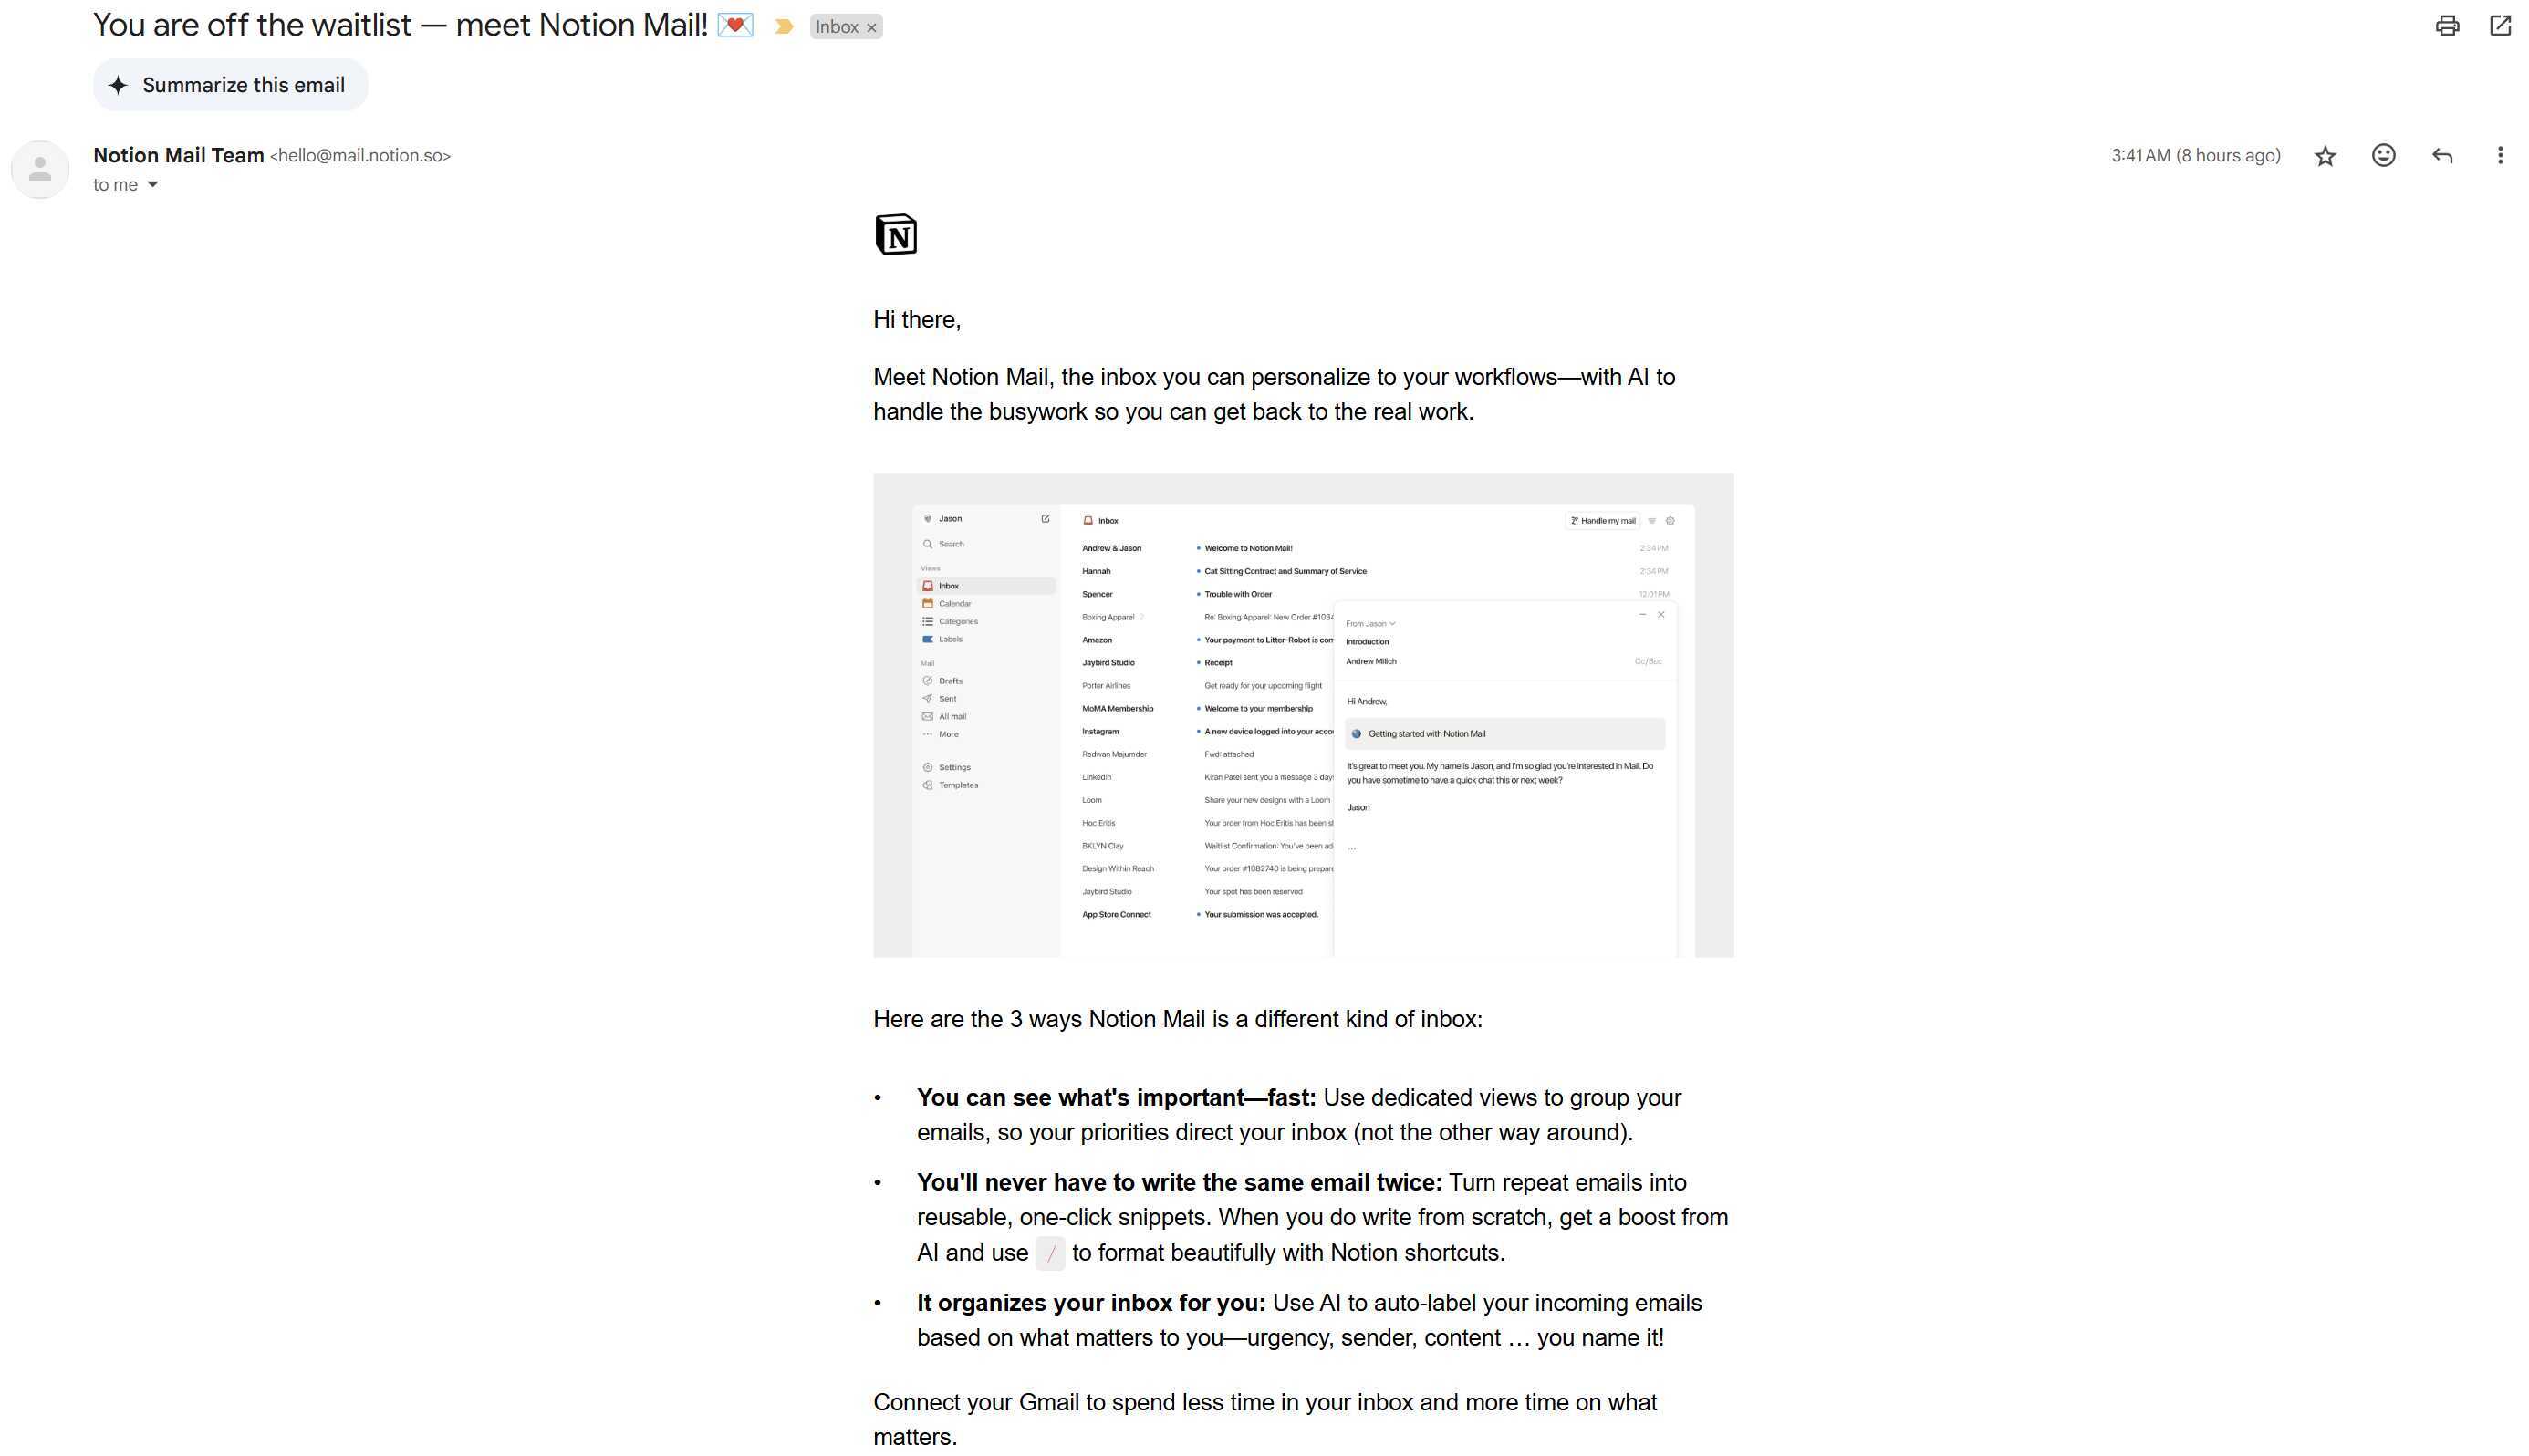 You are off the waitlist — meet Notion Mail! 💌 Inbox ×
Summarize this email
Notion Mail Team <hello@mail.notion.so>
3:41 AM (8 hours ago)
to me
N
Hi there,
Meet Notion Mail, the inbox you can personalize to your workflows—with AI to
handle the busywork so you can get back to the real work.
Jason
Search
Views
Inbox
Calendar
Categories
Labels
Mail
Drafts
Sent
All mail
More
Settings
Templates
Inbox
Handle my mail
Andrew & Jason Welcome to Notion Mail! 2:34 PM
Hannah Cat Sitting Contract and Summary of Service 2:34 PM
Spencer Trouble with Order 12:01 PM
Boxing Apparel 2 Re: Boxing Apparel: New Order #1034
Amazon Your payment to Litter-Robot is com
Jaybird Studio Receipt
Porter Airlines Get ready for your upcoming flight
MoMA Membership Welcome to your membership
Instagram A new device logged into your accou
Redwan Majumder Fwd: attached
LinkedIn Kiran Patel sent you a message 3 days
Loom Share your new designs with a Loom
Hoc Eritis Your order from Hoc Eritis has been s
BKLYN Clay Waitlist Confirmation: You've been ad
Design Within Reach Your order #1082740 is being prepare
Jaybird Studio Your spot has been reserved
App Store Connect Your submission was accepted.
From Jason
Introduction
Andrew Milich Cc/Bcc
Hi Andrew,
Getting started with Notion Mail
It's great to meet you. My name is Jason, and I'm so glad you're interested in Mail. Do
you have sometime to have a quick chat this or next week?
Jason
...
Here are the 3 ways Notion Mail is a different kind of inbox:
• You can see what's important—fast: Use dedicated views to group your
emails, so your priorities direct your inbox (not the other way around).
• You'll never have to write the same email twice: Turn repeat emails into
reusable, one-click snippets. When you do write from scratch, get a boost from
AI and use / to format beautifully with Notion shortcuts.
• It organizes your inbox for you: Use AI to auto-label your incoming emails
based on what matters to you—urgency, sender, content … you name it!
Connect your Gmail to spend less time in your inbox and more time on what
matters.